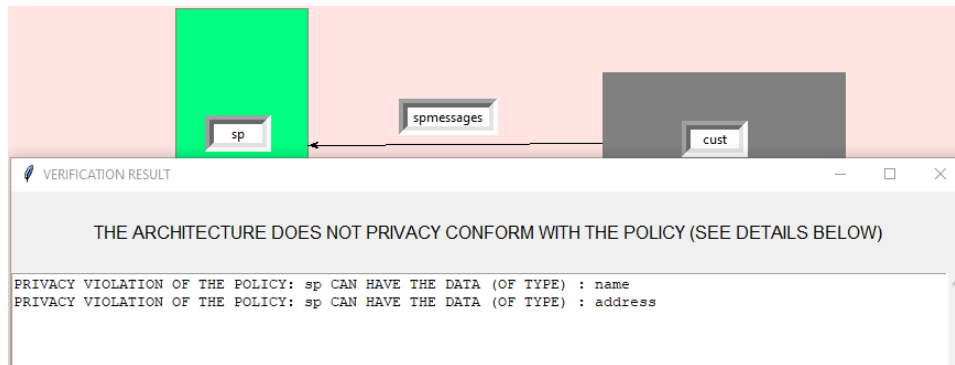 spmessages
sp
cust
VERIFICATION RESULT
THE ARCHITECTURE DOES NOT PRIVACY CONFORM WITH THE POLICY (SEE DETAILS BELOW)
PRIVACY VIOLATION OF THE POLICY: sp CAN HAVE THE DATA (OF TYPE) : name
PRIVACY VIOLATION OF THE POLICY: sp CAN HAVE THE DATA (OF TYPE) : address